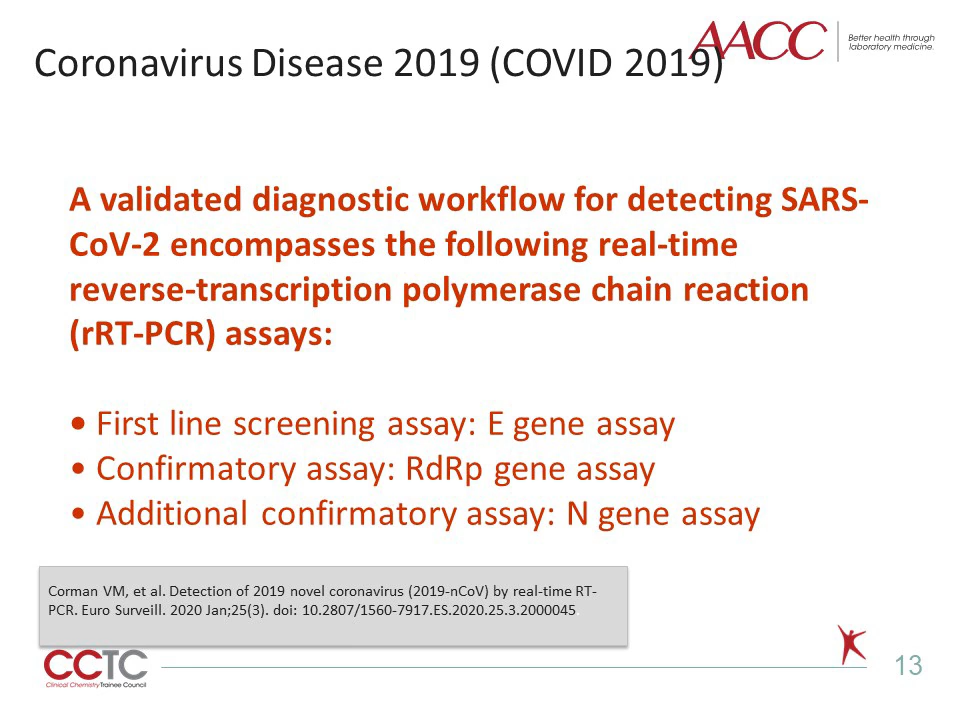 Coronavirus Disease 2019 (COVID 2019)
AACC
Better health through
laboratory medicine.
A validated diagnostic workflow for detecting SARS-
CoV-2 encompasses the following real-time
reverse-transcription polymerase chain reaction
(rRT-PCR) assays:
• First line screening assay: E gene assay
• Confirmatory assay: RdRp gene assay
• Additional confirmatory assay: N gene assay
Corman VM, et al. Detection of 2019 novel coronavirus (2019-nCoV) by real-time RT-
PCR. Euro Surveill. 2020 Jan;25(3). doi: 10.2807/1560-7917.ES.2020.25.3.2000045.
CCTC
Clinical Chemistry Trainee Council
13